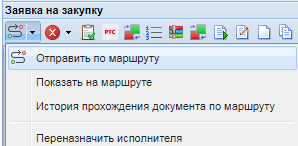 Заявка на закупку
РТС
Отправить по маршруту
Показать на маршруте
История прохождения документа по маршруту
Переназначить исполнителя